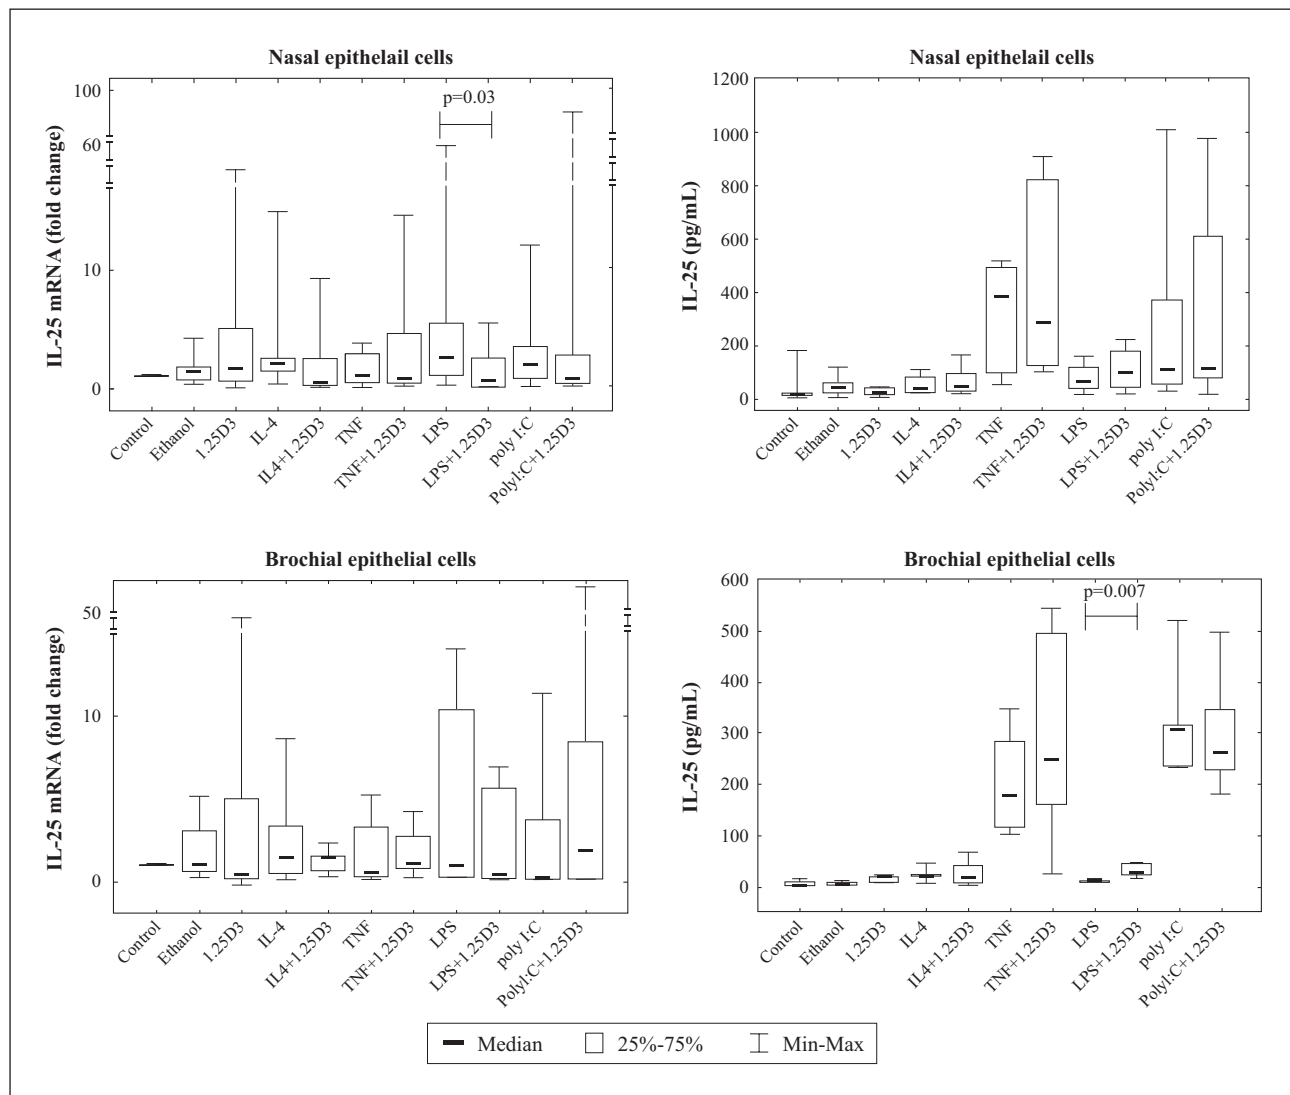 Nasal epithelail cells
IL-25 mRNA (fold change)
100
60
10
0
p=0.03
Control
Ethanol
1.25D3
IL-4
IL4+1.25D3
TNF
TNF+1.25D3
LPS
LPS+1.25D3
poly I:C
PolyI:C+1.25D3
Nasal epithelail cells
IL-25 (pg/mL)
1200
1000
800
600
400
200
0
Control
Ethanol
1.25D3
IL-4
IL4+1.25D3
TNF
TNF+1.25D3
LPS
LPS+1.25D3
poly I:C
PolyI:C+1.25D3
Brochial epithelial cells
IL-25 mRNA (fold change)
50
10
0
Control
Ethanol
1.25D3
IL-4
IL4+1.25D3
TNF
TNF+1.25D3
LPS
LPS+1.25D3
poly I:C
PolyI:C+1.25D3
Brochial epithelial cells
IL-25 (pg/mL)
600
500
400
300
200
100
0
p=0.007
Control
Ethanol
1.25D3
IL-4
IL4+1.25D3
TNF
TNF+1.25D3
LPS
LPS+1.25D3
poly I:C
PolyI:C+1.25D3
Median 25%-75% Min-Max